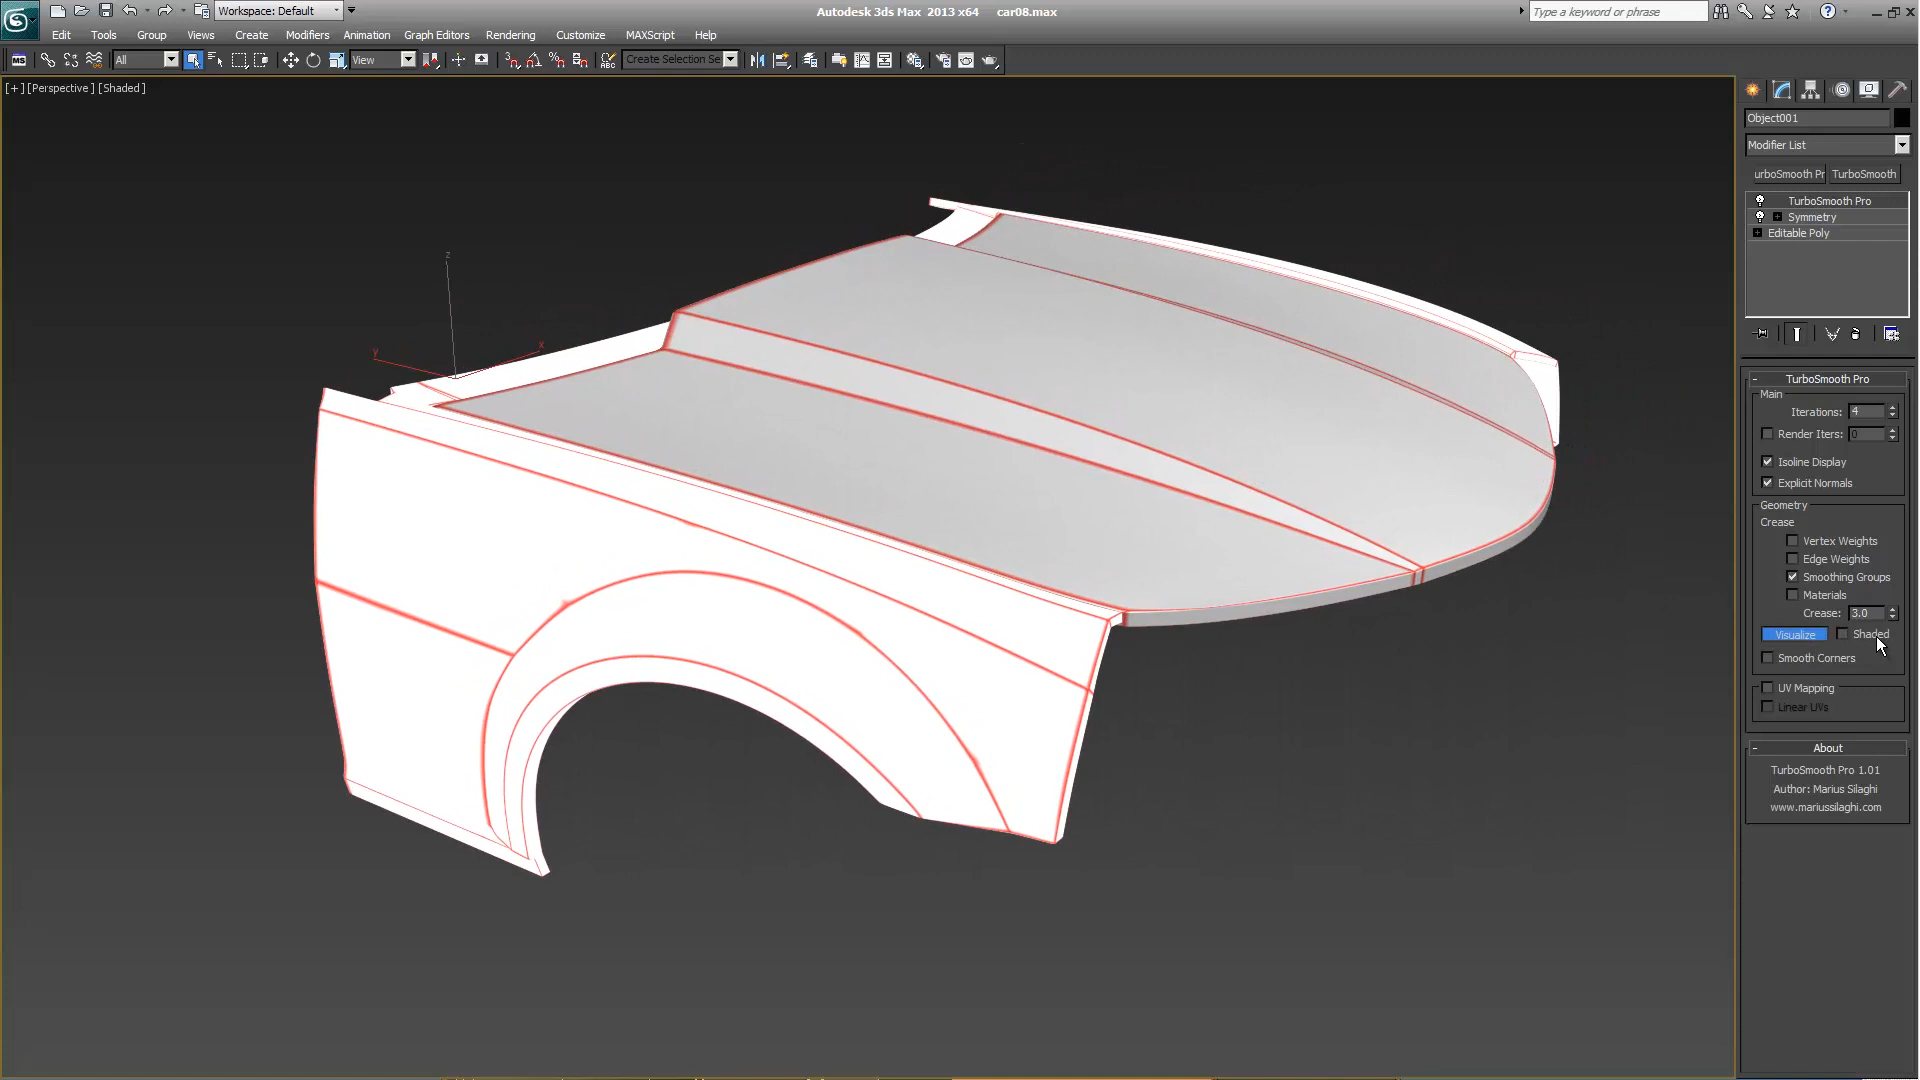 Workspace: Default
Autodesk 3ds Max 2013 x64 car08.max
Type a keyword or phrase
Edit Tools Group Views Create Modifiers Animation Graph Editors Rendering Customize MAXScript Help
MS All View ABC Create Selection Se
[+] [Perspective] [Shaded]
Object001
Modifier List
urboSmooth Pr TurboSmooth
TurboSmooth Pro
Symmetry
Editable Poly
z
x
y
- TurboSmooth Pro
Main
Iterations: 4
Render Iters: 0
Isoline Display
Explicit Normals
Geometry
Crease
Vertex Weights
Edge Weights
Smoothing Groups
Materials
Crease: 3.0
Visualize Shaded
Smooth Corners
UV Mapping
Linear UVs
- About
TurboSmooth Pro 1.01
Author: Marius Silaghi
www.mariussilaghi.com